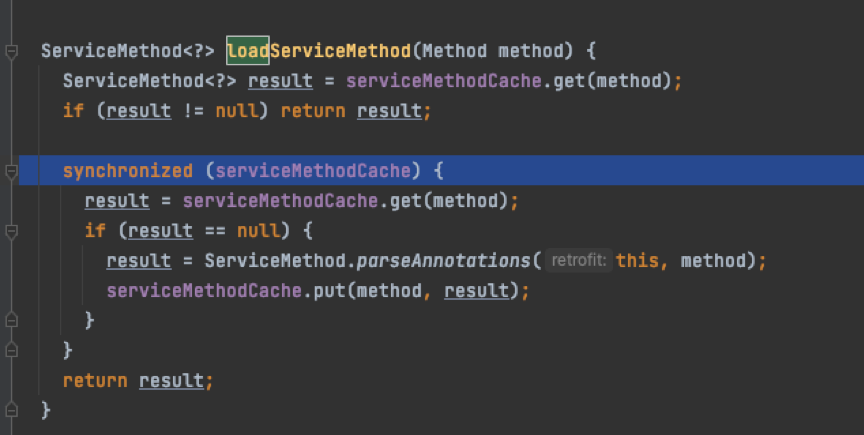 ServiceMethod<?> loadServiceMethod(Method method) {
ServiceMethod<?> result = serviceMethodCache.get(method);
if (result != null) return result;
synchronized (serviceMethodCache) {
result = serviceMethodCache.get(method);
if (result == null) {
result = ServiceMethod.parseAnnotations( retrofit: this, method);
serviceMethodCache.put(method, result);
}
}
return result;
}